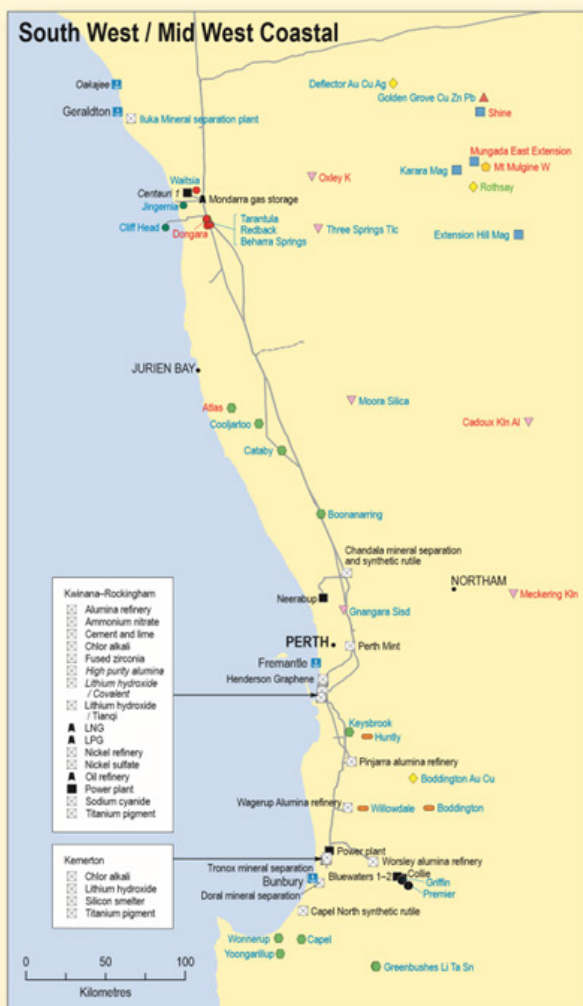 South West / Mid West Coastal
Oakajee
Deflector Au Cu Ag
Golden Grove Cu Zn Pb
Geraldton
Shine
Iluka Mineral separation plant
Mungada East Extension
Karara Mag
Mt Mulgine W
Oxley K
Waitsia
Centauri 1
Rothsay
Mondarra gas storage
Jingemia
Tarantula
Cliff Head
Redback
Three Springs Tlc
Dongara
Beharra Springs
Extension Hill Mag
JURIEN BAY
Moora Silica
Atlas
Cooljarloo
Cadoux Kln Al
Cataby
Boonanarring
Chandala mineral separation
and synthetic rutile
NORTHAM
Neerabup
Meckering Kln
Gnangara Sisd
PERTH
Perth Mint
Fremantle
Henderson Graphene
Kwinana–Rockingham
Alumina refinery
Ammonium nitrate
Cement and lime
Chlor alkali
Fused zirconia
High purity alumina
Lithium hydroxide
/ Covalent
Lithium hydroxide
/ Tianqi
LNG
LPG
Nickel refinery
Nickel sulfate
Oil refinery
Power plant
Sodium cyanide
Titanium pigment
Keysbrook
Huntly
Pinjarra alumina refinery
Boddington Au Cu
Wagerup Alumina refinery
Willowdale
Boddington
Kemerton
Chlor alkali
Lithium hydroxide
Silicon smelter
Titanium pigment
Power plant
Tronox mineral separation
Worsley alumina refinery
Bunbury
Bluewaters 1–2
Collie
Griffin
Doral mineral separation
Premier
Capel North synthetic rutile
Wonnerup
Capel
Yoongarillup
Greenbushes Li Ta Sn
0 50 100
Kilometres